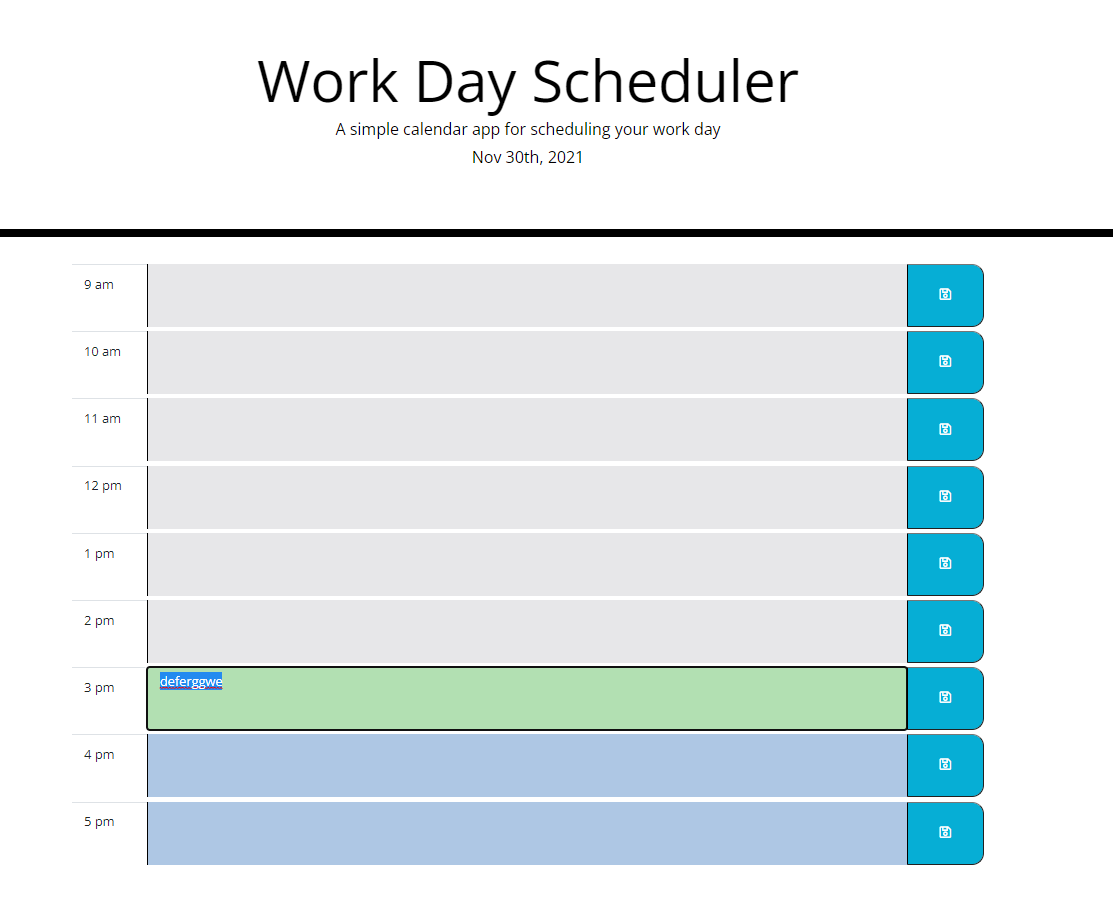 Work Day Scheduler
A simple calendar app for scheduling your work day
Nov 30th, 2021
9 am
10 am
11 am
12 pm
1 pm
2 pm
3 pm deferggwe
4 pm
5 pm